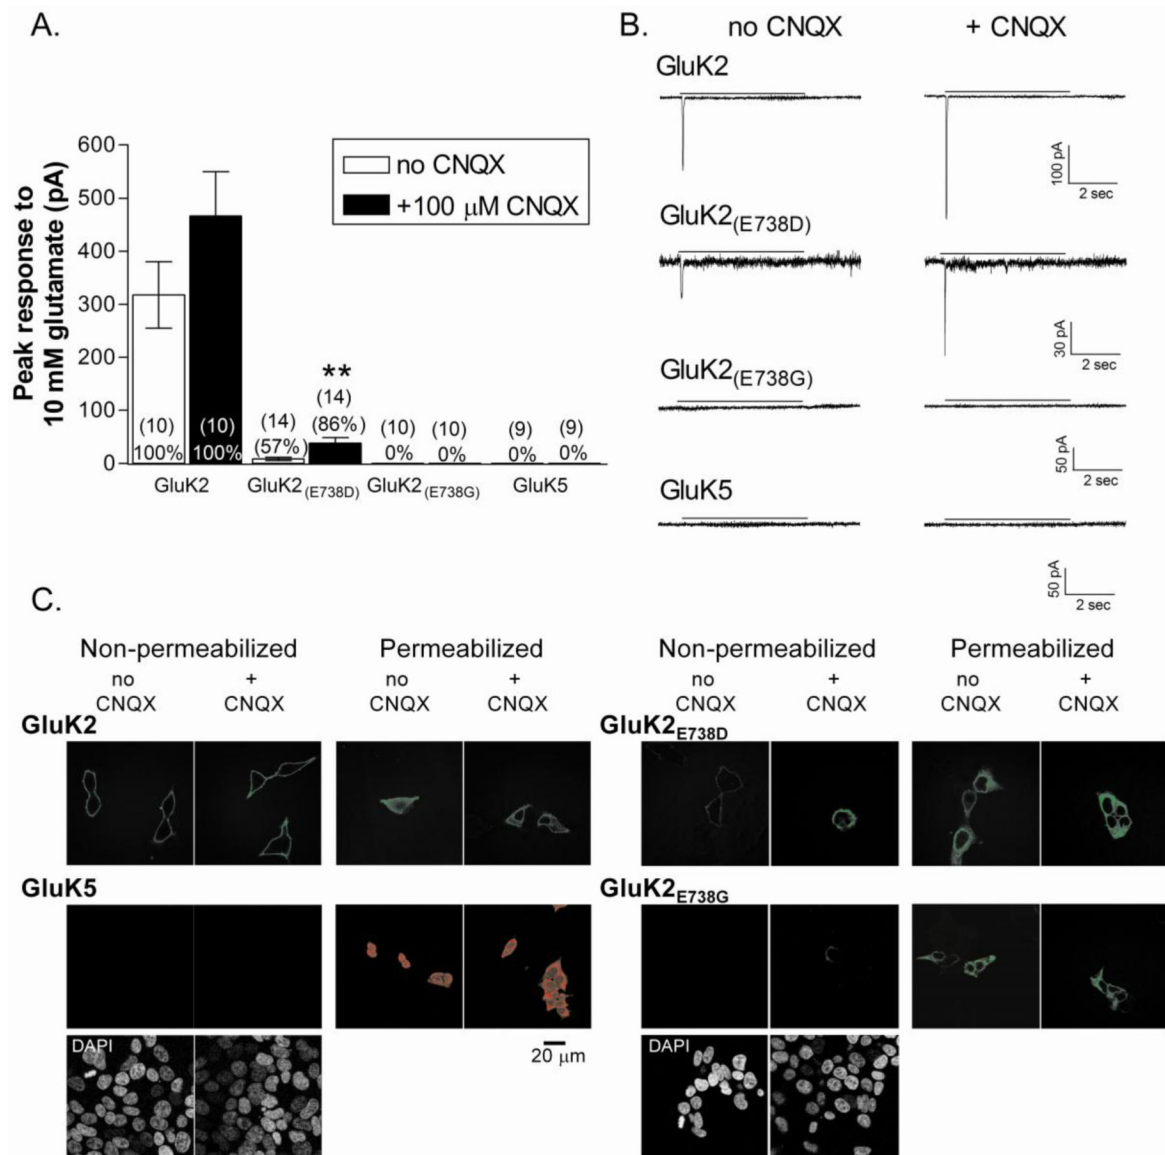 A.
600
500
400
300
200
100
0
Peak response to
10 mM glutamate (pA)
no CNQX
+100 μM CNQX
**
(10)
100%
(10)
100%
(14)
(57%)
(14)
(86%)
(10)
0%
(10)
0%
(9)
0%
(9)
0%
GluK2
GluK2(E738D)
GluK2(E738G)
GluK5
B.
no CNQX
+ CNQX
GluK2
100 pA
2 sec
GluK2(E738D)
30 pA
2 sec
GluK2(E738G)
50 pA
2 sec
GluK5
50 pA
2 sec
C.
Non-permeabilized
Permeabilized
no
CNQX
+
CNQX
no
CNQX
+
CNQX
GluK2
GluK5
DAPI
20 μm
Non-permeabilized
Permeabilized
no
CNQX
+
CNQX
no
CNQX
+
CNQX
GluK2E738D
GluK2E738G
DAPI